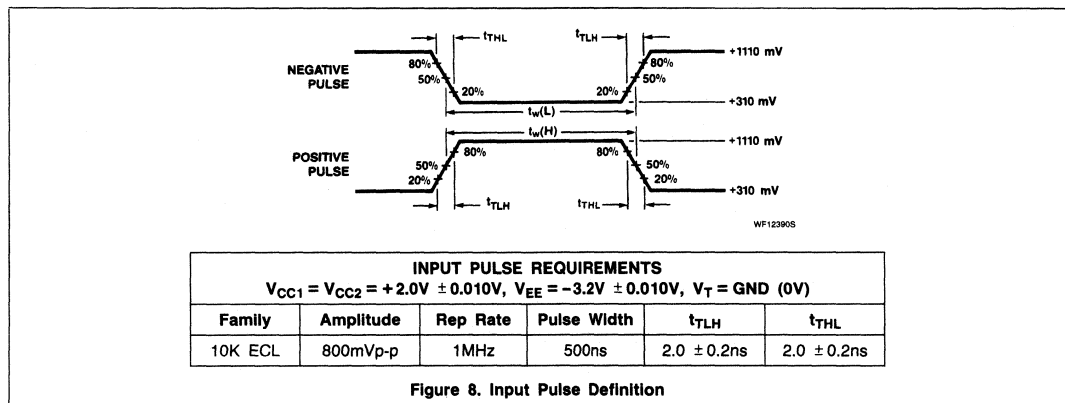 tTHL tTLH
+1110 mV
NEGATIVE PULSE
80% 80%
50% 50%
20% 20%
+310 mV
tw(L)
tw(H)
+1110 mV
POSITIVE PULSE
80% 80%
50% 50%
20% 20%
+310 mV
tTLH tTHL
WF12390S
INPUT PULSE REQUIREMENTS
VCC1 = VCC2 = +2.0V ±0.010V, VEE = −3.2V ±0.010V, VT = GND (0V)
Family Amplitude Rep Rate Pulse Width tTLH tTHL
10K ECL 800mVp-p 1MHz 500ns 2.0 ±0.2ns 2.0 ±0.2ns
Figure 8. Input Pulse Definition